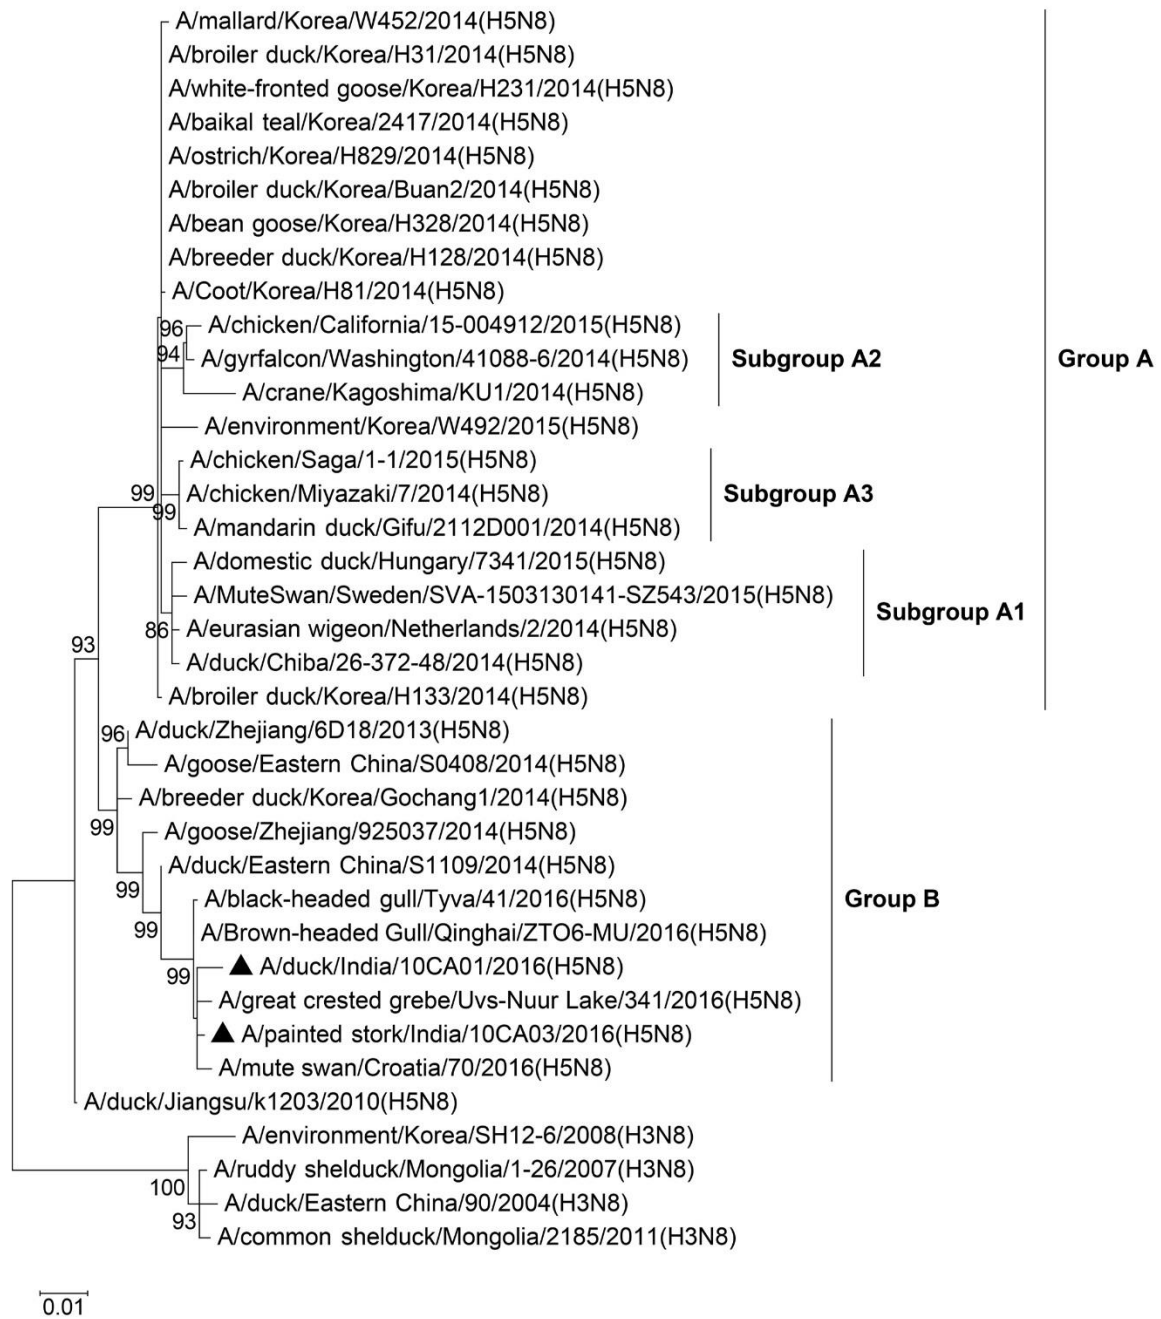 A/mallard/Korea/W452/2014(H5N8)
A/broiler duck/Korea/H31/2014(H5N8)
A/white-fronted goose/Korea/H231/2014(H5N8)
A/baikal teal/Korea/2417/2014(H5N8)
A/ostrich/Korea/H829/2014(H5N8)
A/broiler duck/Korea/Buan2/2014(H5N8)
A/bean goose/Korea/H328/2014(H5N8)
A/breeder duck/Korea/H128/2014(H5N8)
A/Coot/Korea/H81/2014(H5N8)
96
A/chicken/California/15-004912/2015(H5N8)
94
A/gyrfalcon/Washington/41088-6/2014(H5N8)
Subgroup A2
Group A
A/crane/Kagoshima/KU1/2014(H5N8)
A/environment/Korea/W492/2015(H5N8)
A/chicken/Saga/1-1/2015(H5N8)
99
A/chicken/Miyazaki/7/2014(H5N8)
Subgroup A3
99
A/mandarin duck/Gifu/2112D001/2014(H5N8)
A/domestic duck/Hungary/7341/2015(H5N8)
A/MuteSwan/Sweden/SVA-1503130141-SZ543/2015(H5N8)
Subgroup A1
86
A/eurasian wigeon/Netherlands/2/2014(H5N8)
93
A/duck/Chiba/26-372-48/2014(H5N8)
A/broiler duck/Korea/H133/2014(H5N8)
96
A/duck/Zhejiang/6D18/2013(H5N8)
A/goose/Eastern China/S0408/2014(H5N8)
A/breeder duck/Korea/Gochang1/2014(H5N8)
99
A/goose/Zhejiang/925037/2014(H5N8)
A/duck/Eastern China/S1109/2014(H5N8)
99
A/black-headed gull/Tyva/41/2016(H5N8)
Group B
99
A/Brown-headed Gull/Qinghai/ZTO6-MU/2016(H5N8)
A/duck/India/10CA01/2016(H5N8)
99
A/great crested grebe/Uvs-Nuur Lake/341/2016(H5N8)
A/painted stork/India/10CA03/2016(H5N8)
A/mute swan/Croatia/70/2016(H5N8)
A/duck/Jiangsu/k1203/2010(H5N8)
A/environment/Korea/SH12-6/2008(H3N8)
A/ruddy shelduck/Mongolia/1-26/2007(H3N8)
100
A/duck/Eastern China/90/2004(H3N8)
93
A/common shelduck/Mongolia/2185/2011(H3N8)
0.01